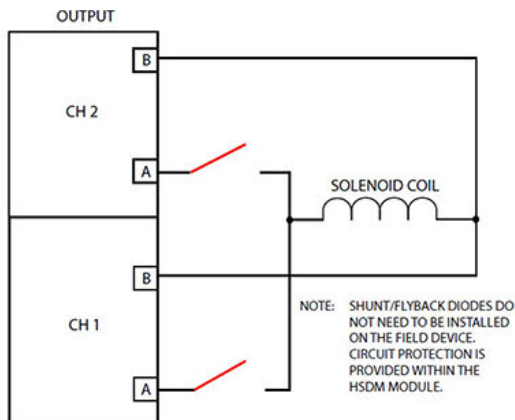 OUTPUT
B
CH 2
A
SOLENOID COIL
B
CH 1
A
NOTE: SHUNT/FLYBACK DIODES DO
NOT NEED TO BE INSTALLED
ON THE FIELD DEVICE.
CIRCUIT PROTECTION IS
PROVIDED WITHIN THE
HSDM MODULE.